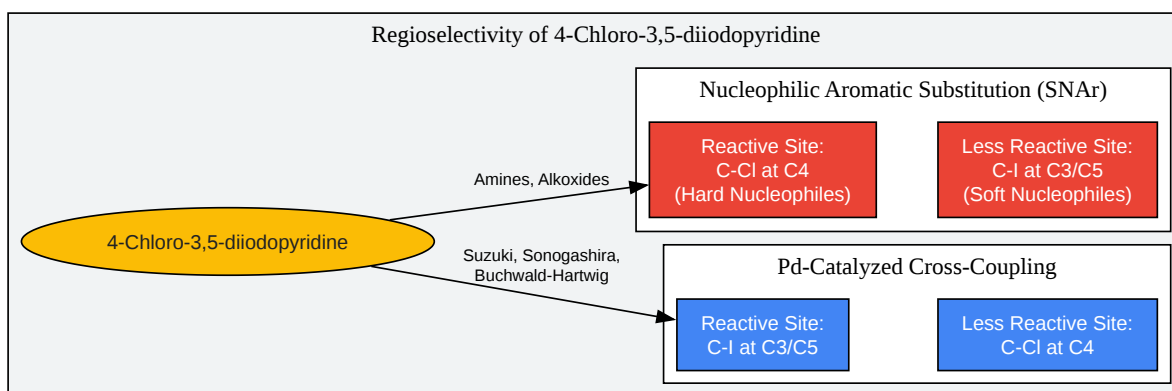 Regioselectivity of 4-Chloro-3,5-diiodopyridine
Nucleophilic Aromatic Substitution (SNAr)
Reactive Site:
C-Cl at C4
(Hard Nucleophiles)
Less Reactive Site:
C-I at C3/C5
(Soft Nucleophiles)
Amines, Alkoxides
4-Chloro-3,5-diiodopyridine
Suzuki, Sonogashira,
Buchwald-Hartwig
Pd-Catalyzed Cross-Coupling
Reactive Site:
C-I at C3/C5
Less Reactive Site:
C-Cl at C4